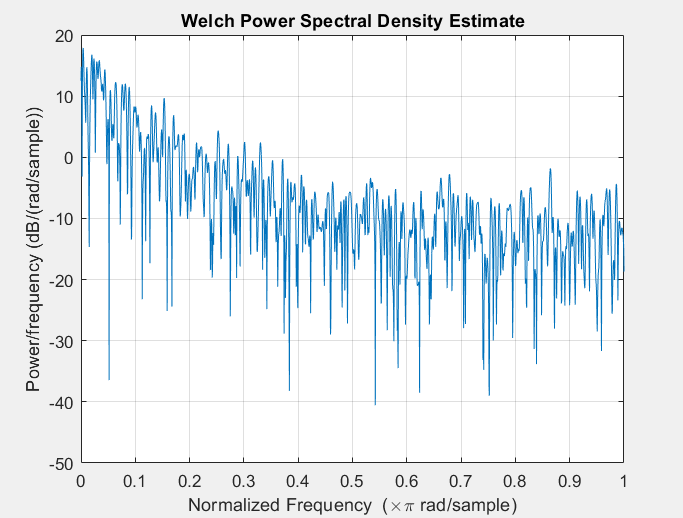 Welch Power Spectral Density Estimate
Power/frequency (dB/(rad/sample))
20
10
0
-10
-20
-30
-40
-50
0 0.1 0.2 0.3 0.4 0.5 0.6 0.7 0.8 0.9 1
Normalized Frequency (×π rad/sample)